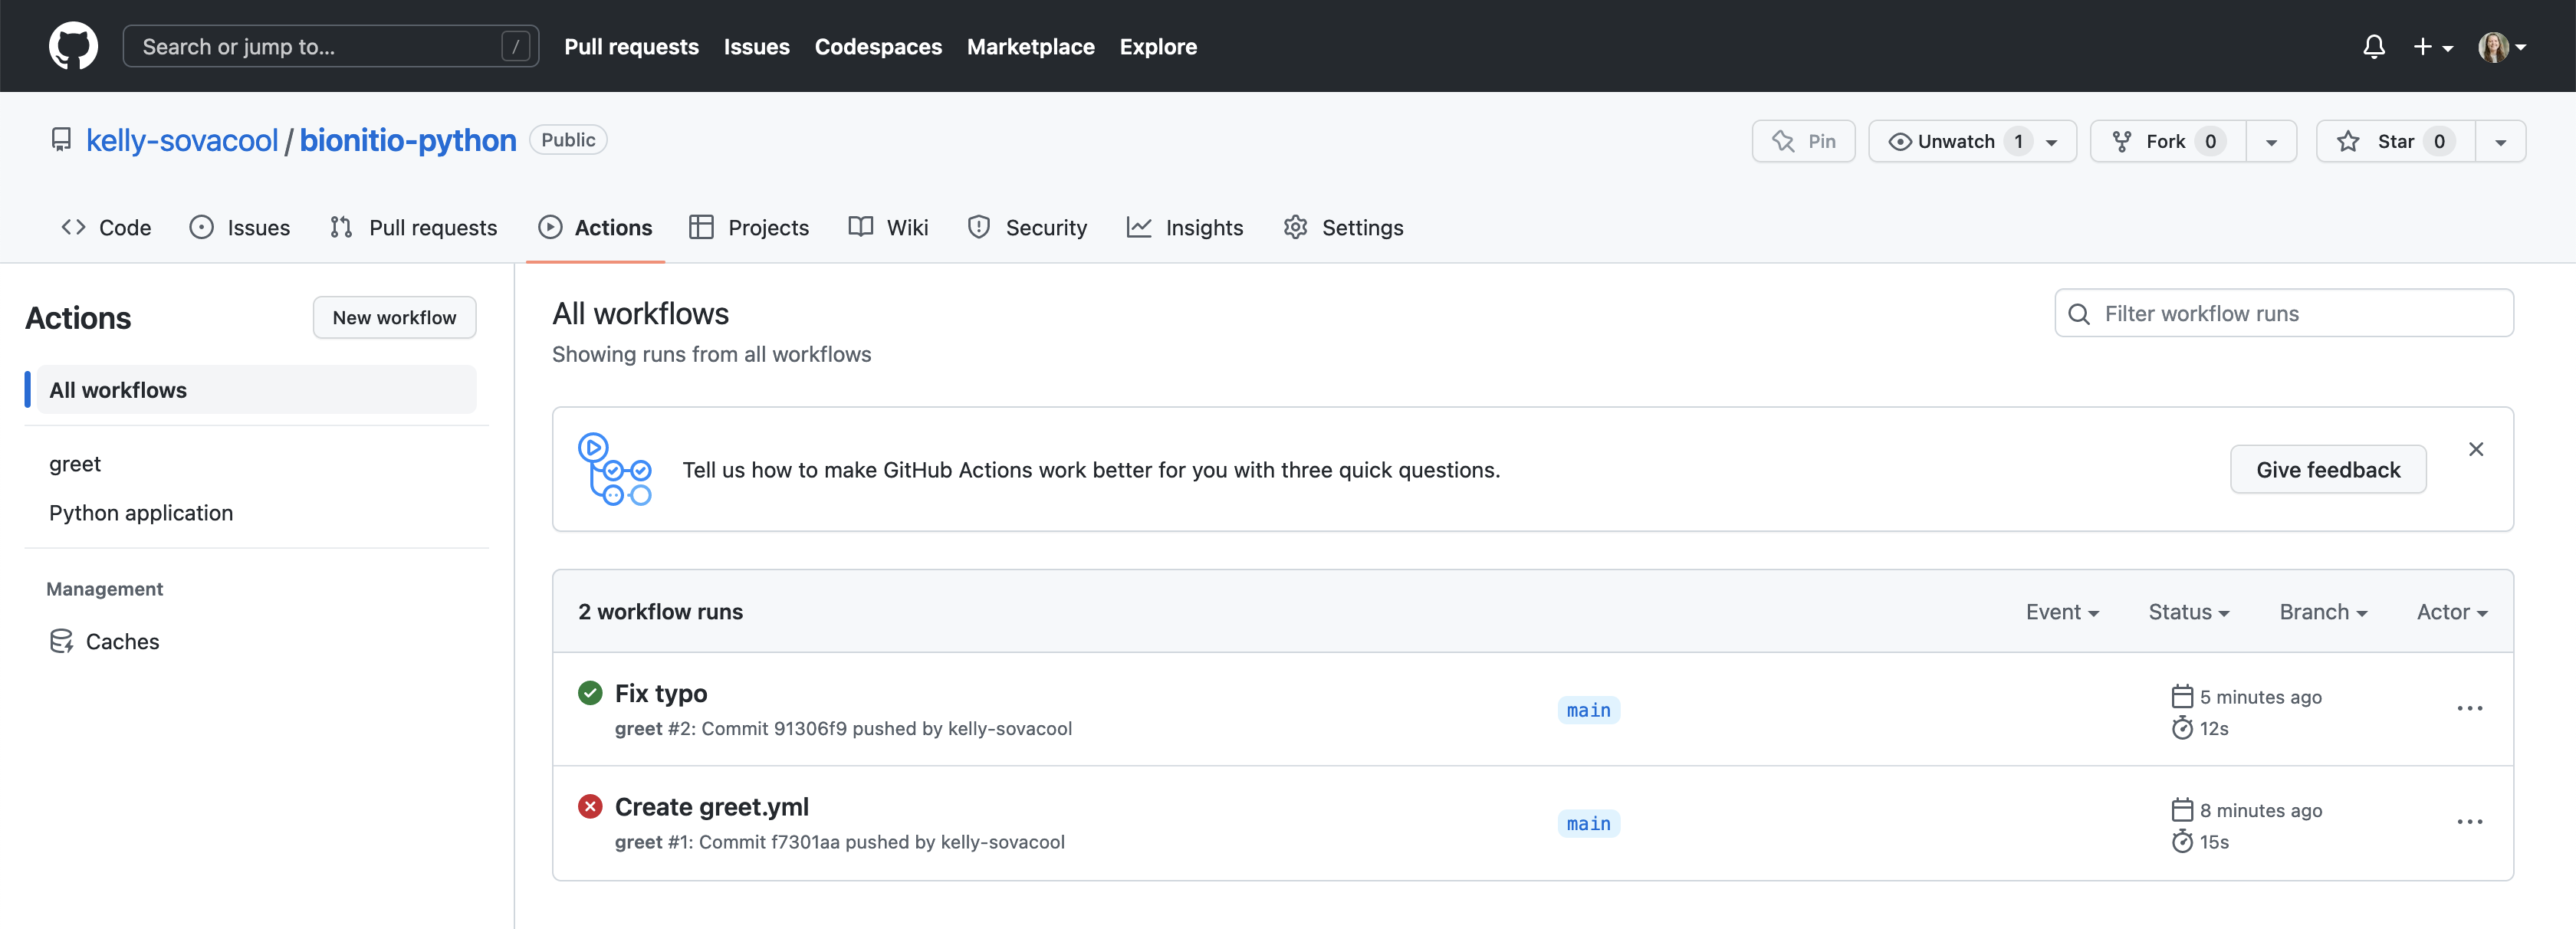 Search or jump to... / Pull requests Issues Codespaces Marketplace Explore
kelly-sovacool / bionitio-python Public Pin Unwatch 1 Fork 0 Star 0
Code Issues Pull requests Actions Projects Wiki Security Insights Settings
Actions New workflow
All workflows
greet
Python application
Management
Caches
All workflows Filter workflow runs
Showing runs from all workflows
Tell us how to make GitHub Actions work better for you with three quick questions. Give feedback
2 workflow runs Event Status Branch Actor
Fix typo
greet #2: Commit 91306f9 pushed by kelly-sovacool
main
5 minutes ago
12s
Create greet.yml
greet #1: Commit f7301aa pushed by kelly-sovacool
main
8 minutes ago
15s